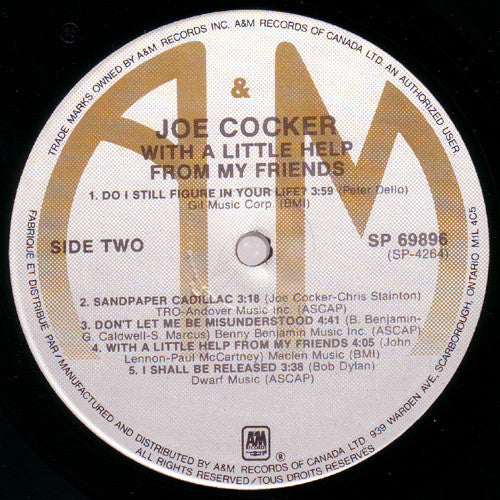 TRADE MARKS OWNED BY A&M RECORDS INC. A&M RECORDS OF CANADA LTD. AN AUTHORIZED USER
&
A M
JOE COCKER
WITH A LITTLE HELP
FROM MY FRIENDS
1. DO I STILL FIGURE IN YOUR LIFE? 3:59 (Peter Dello)
Gil Music Corp. (BMI)
SIDE TWO
SP 69896
(SP-4264)
2. SANDPAPER CADILLAC 3:18 (Joe Cocker-Chris Stainton)
TRO-Andover Music Inc. (ASCAP)
3. DON'T LET ME BE MISUNDERSTOOD 4:41 (B. Benjamin-
G. Caldwell-S. Marcus) Benny Benjamin Music Inc. (ASCAP)
4. WITH A LITTLE HELP FROM MY FRIENDS 4:05 (John
Lennon-Paul McCartney) Maclen Music (BMI)
5. I SHALL BE RELEASED 3:38 (Bob Dylan)
Dwarf Music (ASCAP)
A&M
RECORDS
®
FABRIQUE ET DISTRIBUE PAR/MANUFACTURED AND DISTRIBUTED BY A&M RECORDS OF CANADA LTD. 939 WARDEN AVE, SCARBOROUGH, ONTARIO M1L 4C5
ALL RIGHTS RESERVED/TOUS DROITS RESERVES